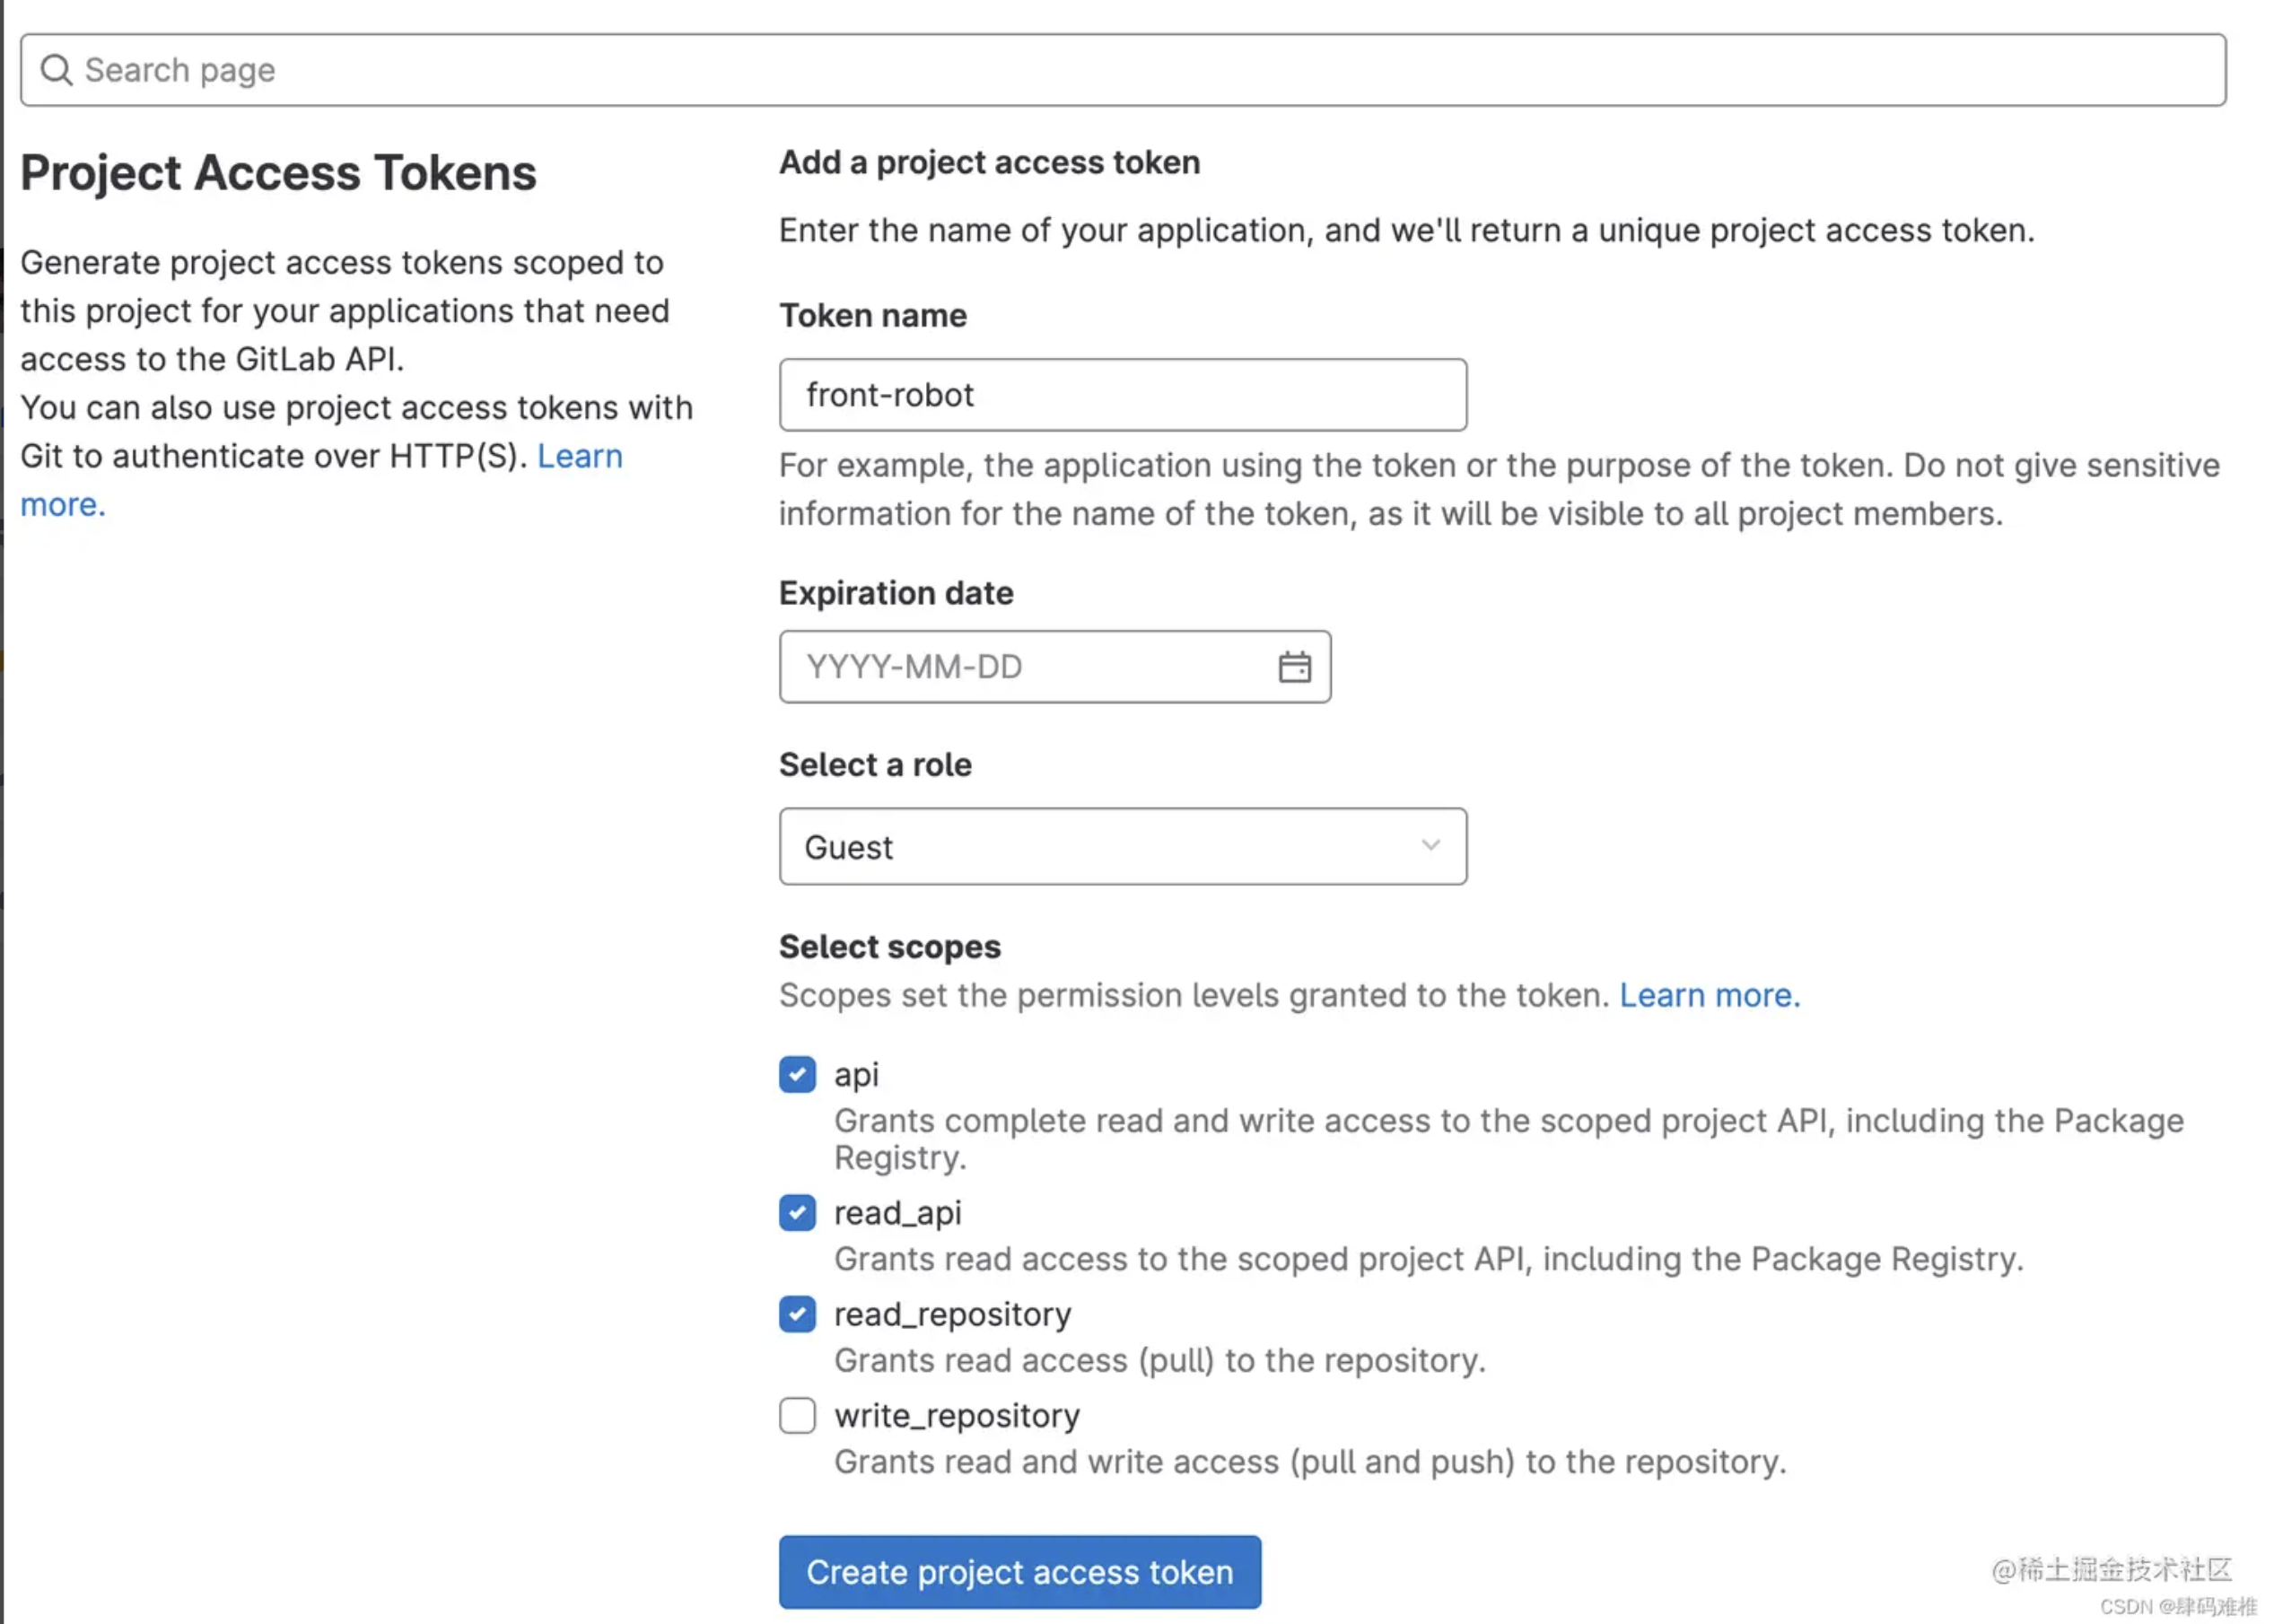 Search page
Project Access Tokens
Generate project access tokens scoped to
this project for your applications that need
access to the GitLab API.
You can also use project access tokens with
Git to authenticate over HTTP(S). Learn
more.
Add a project access token
Enter the name of your application, and we'll return a unique project access token.
Token name
front-robot
For example, the application using the token or the purpose of the token. Do not give sensitive
information for the name of the token, as it will be visible to all project members.
Expiration date
YYYY-MM-DD
Select a role
Guest
Select scopes
Scopes set the permission levels granted to the token. Learn more.
api
Grants complete read and write access to the scoped project API, including the Package
Registry.
read_api
Grants read access to the scoped project API, including the Package Registry.
read_repository
Grants read access (pull) to the repository.
write_repository
Grants read and write access (pull and push) to the repository.
Create project access token
@稀土掘金技术社区
CSDN @肆码难椎